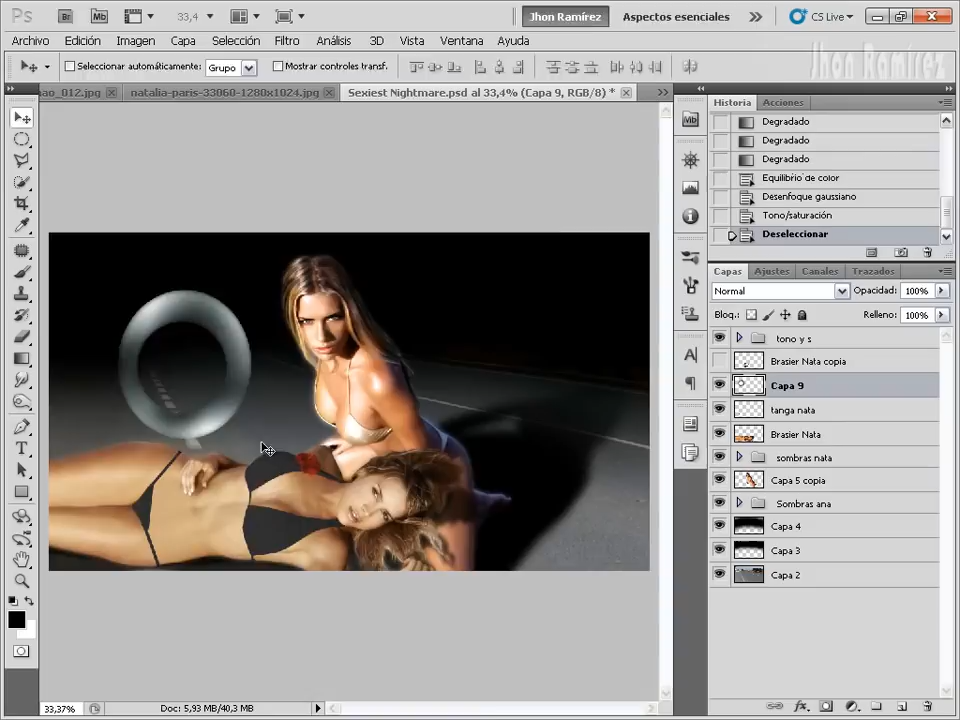 Ps Br Mb 33,4 Jhon Ramírez Aspectos esenciales >> CS Live
Archivo Edición Imagen Capa Selección Filtro Análisis 3D Vista Ventana Ayuda
Jhon Ramírez
Seleccionar automáticamente: Grupo Mostrar controles transf.
ao_012.jpg natalia-paris-33060-1280x1024.jpg Sexiest Nightmare.psd al 33,4% (Capa 9, RGB/8) *
Historia Acciones
Degradado
Degradado
Degradado
Equilibrio de color
Desenfoque gaussiano
Tono/saturación
Deseleccionar
Capas Ajustes Canales Trazados
Normal Opacidad: 100%
Bloq.: Relleno: 100%
tono y s
Brasier Nata copia
Capa 9
tanga nata
Brasier Nata
sombras nata
Capa 5 copia
Sombras ana
Capa 4
Capa 3
Capa 2
33,37% Doc: 5,93 MB/40,3 MB